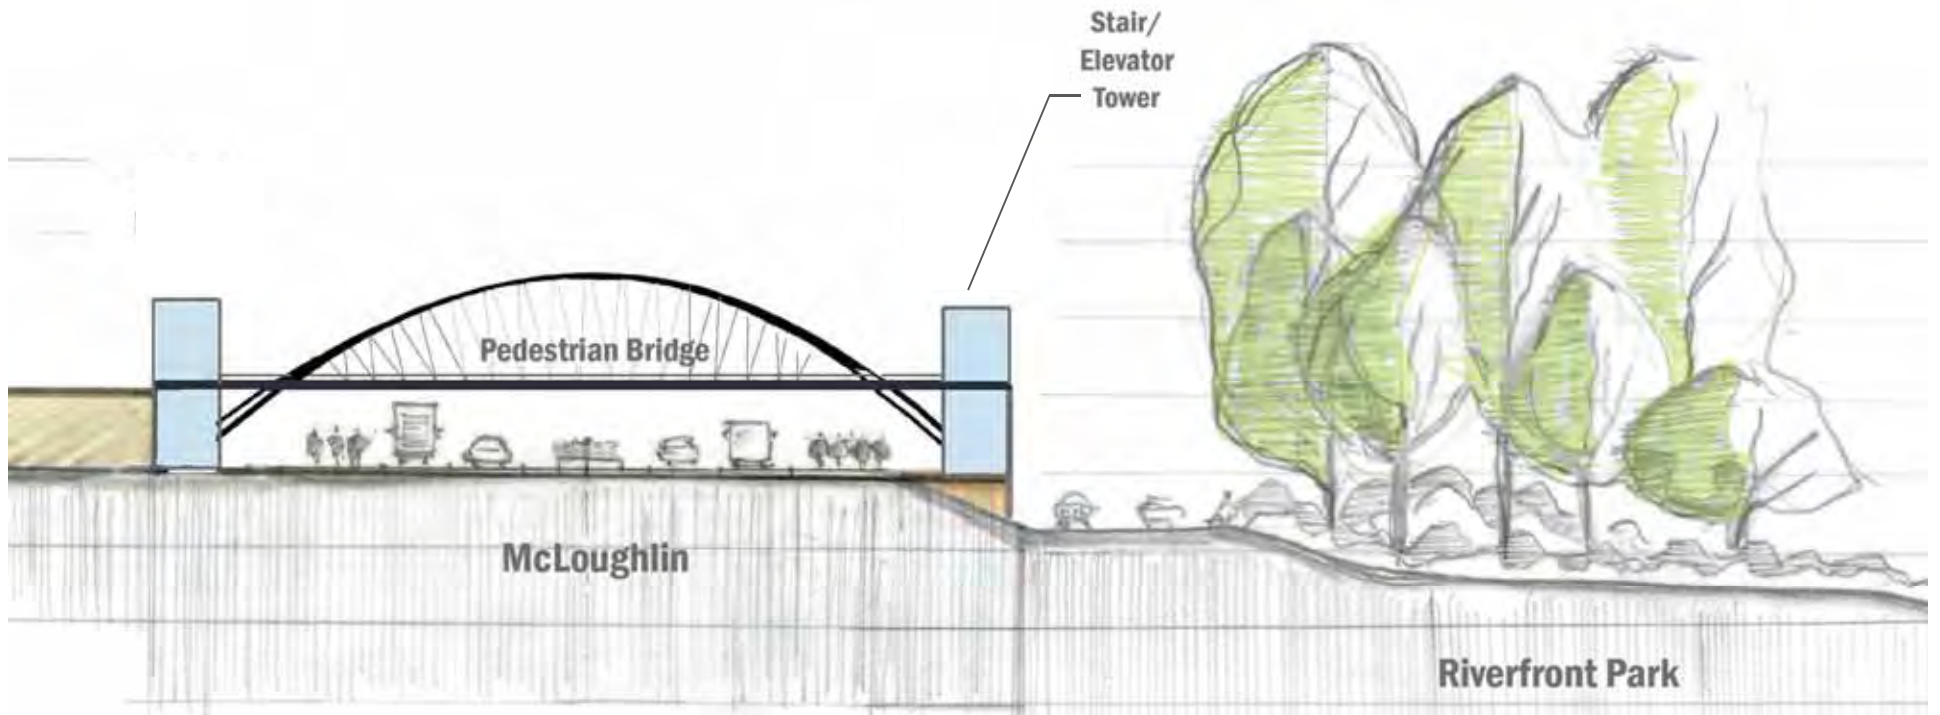 Stair/
Elevator
Tower
Pedestrian Bridge
McLoughlin
Riverfront Park